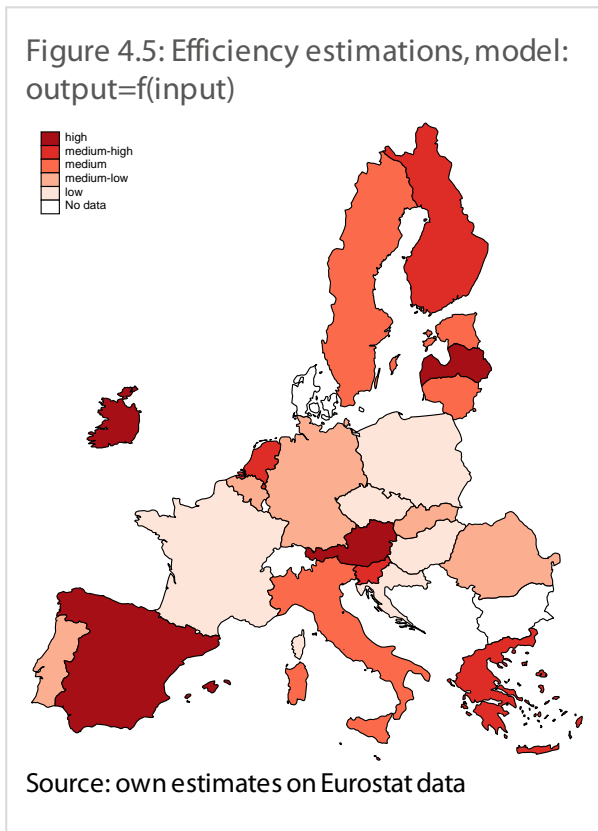 Figure 4.5: Efficiency estimations, model:
output=f(input)
high
medium-high
medium
medium-low
low
No data
Source: own estimates on Eurostat data